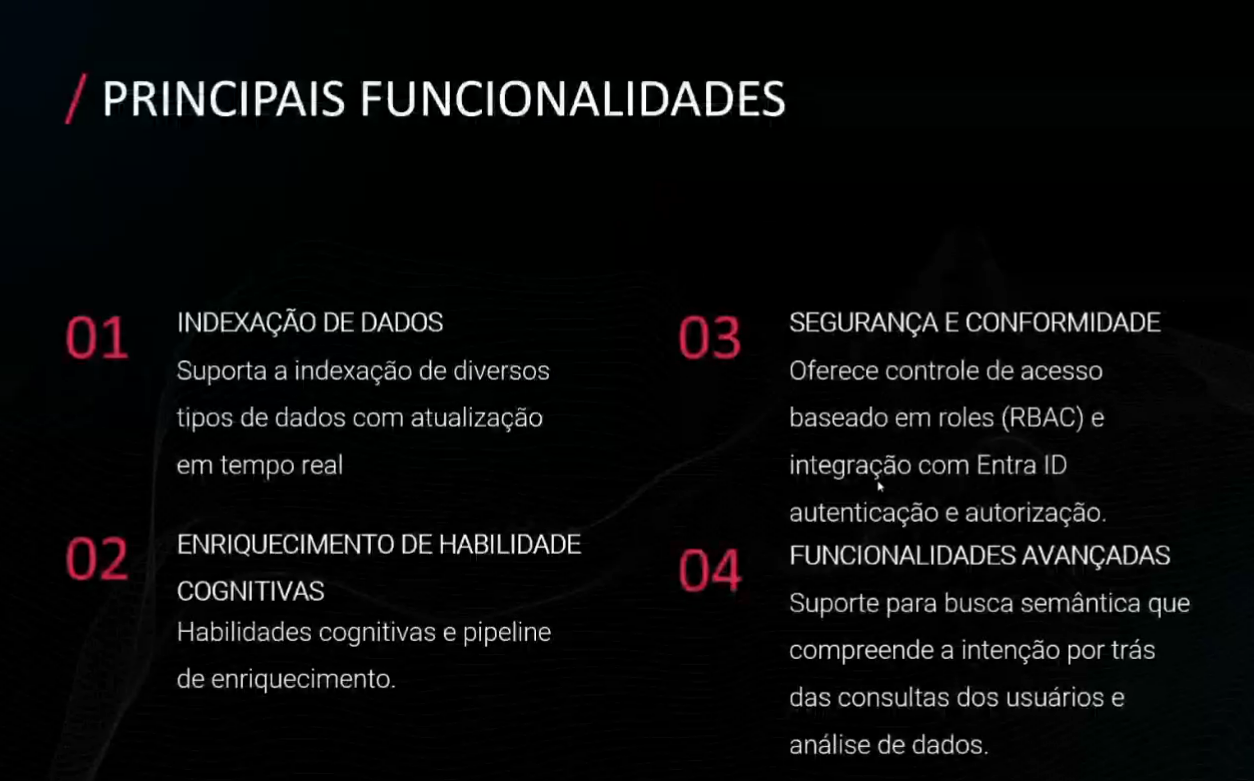 / PRINCIPAIS FUNCIONALIDADES
01
INDEXAÇÃO DE DADOS
Suporta a indexação de diversos
tipos de dados com atualização
em tempo real
02
ENRIQUECIMENTO DE HABILIDADE
COGNITIVAS
Habilidades cognitivas e pipeline
de enriquecimento.
03
SEGURANÇA E CONFORMIDADE
Oferece controle de acesso
baseado em roles (RBAC) e
integração com Entra ID
autenticação e autorização.
04
FUNCIONALIDADES AVANÇADAS
Suporte para busca semântica que
compreende a intenção por trás
das consultas dos usuários e
análise de dados.